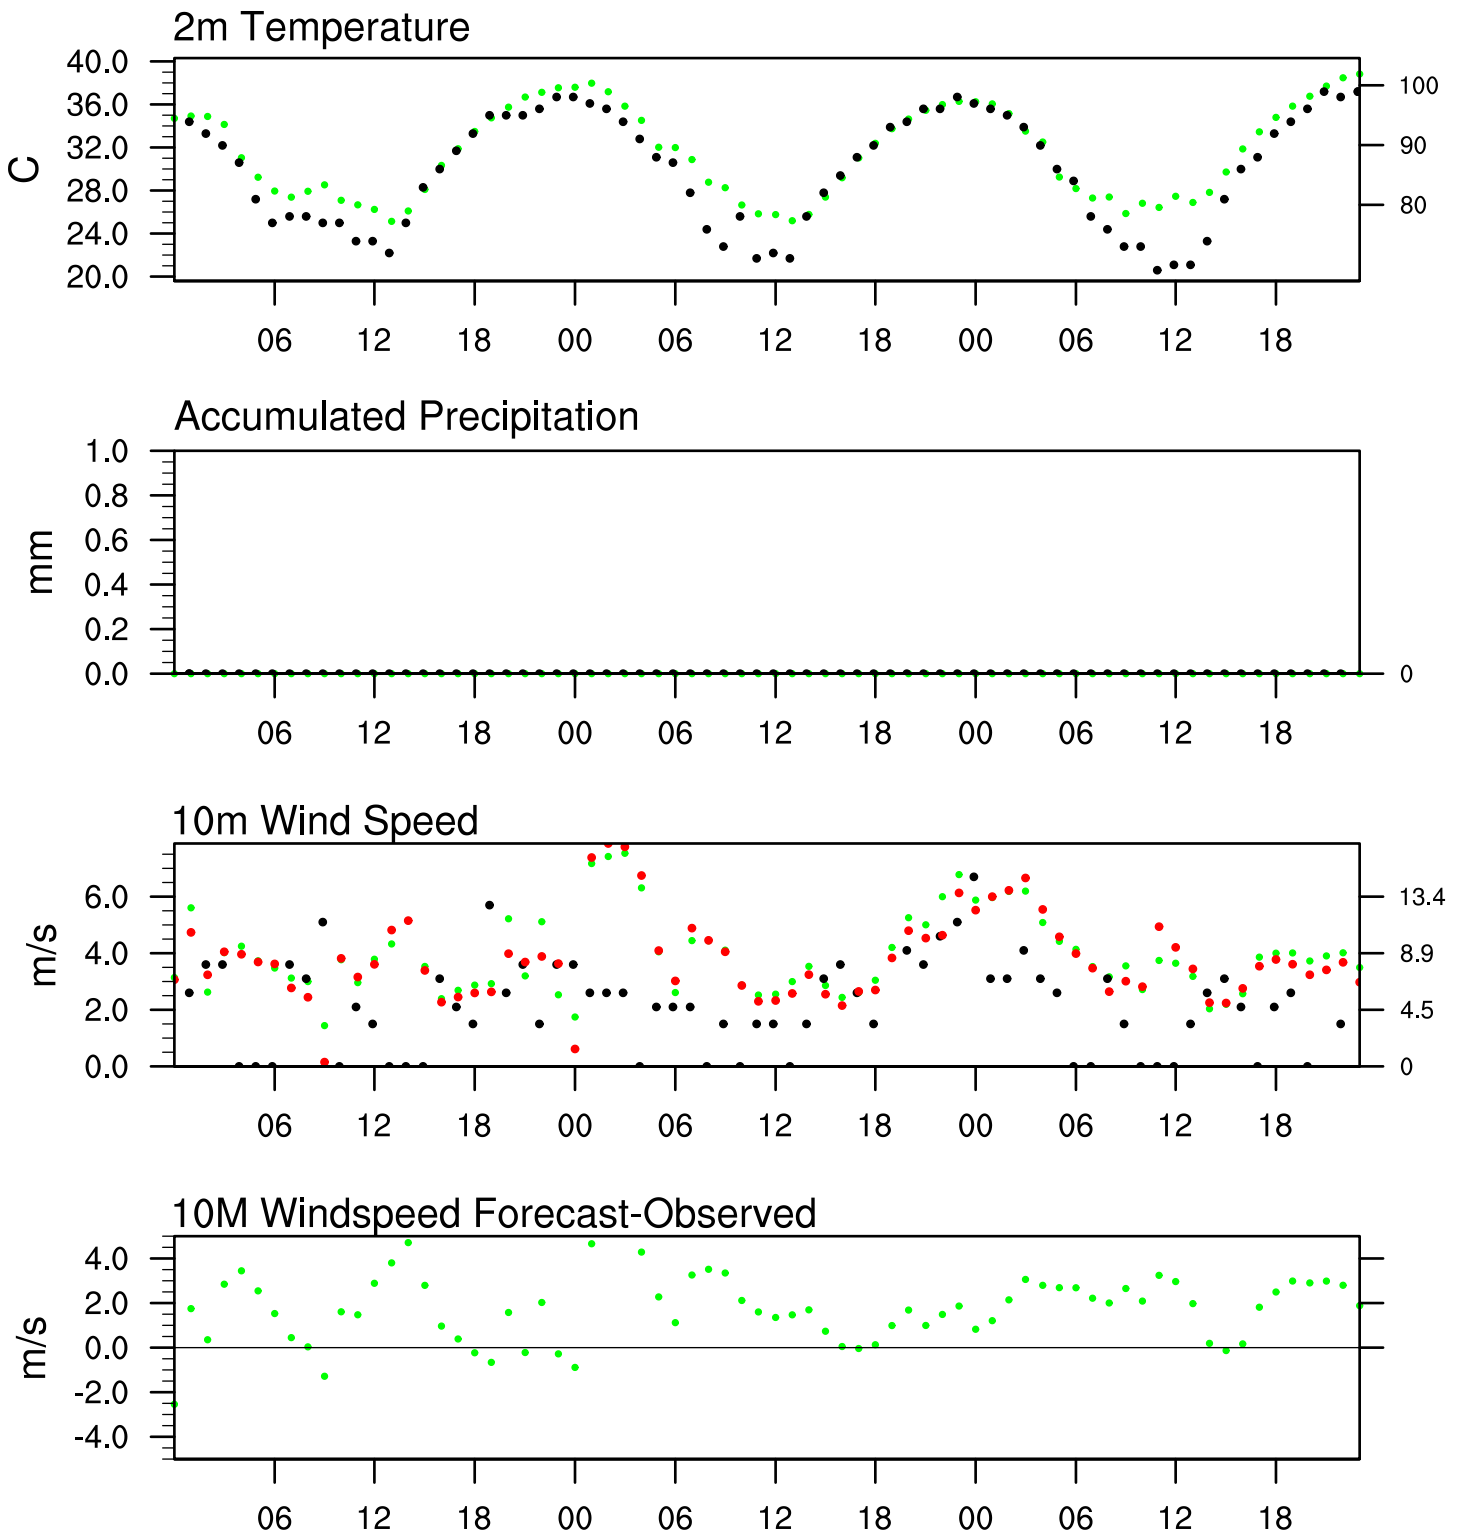 2m Temperature
40.0
36.0
32.0
28.0
24.0
20.0
C
100
90
80
06 12 18 00 06 12 18 00 06 12 18
Accumulated Precipitation
1.0
0.8
0.6
0.4
0.2
0.0
mm
0
06 12 18 00 06 12 18 00 06 12 18
10m Wind Speed
6.0
4.0
2.0
0.0
m/s
13.4
8.9
4.5
0
06 12 18 00 06 12 18 00 06 12 18
10M Windspeed Forecast-Observed
4.0
2.0
0.0
-2.0
-4.0
m/s
06 12 18 00 06 12 18 00 06 12 18